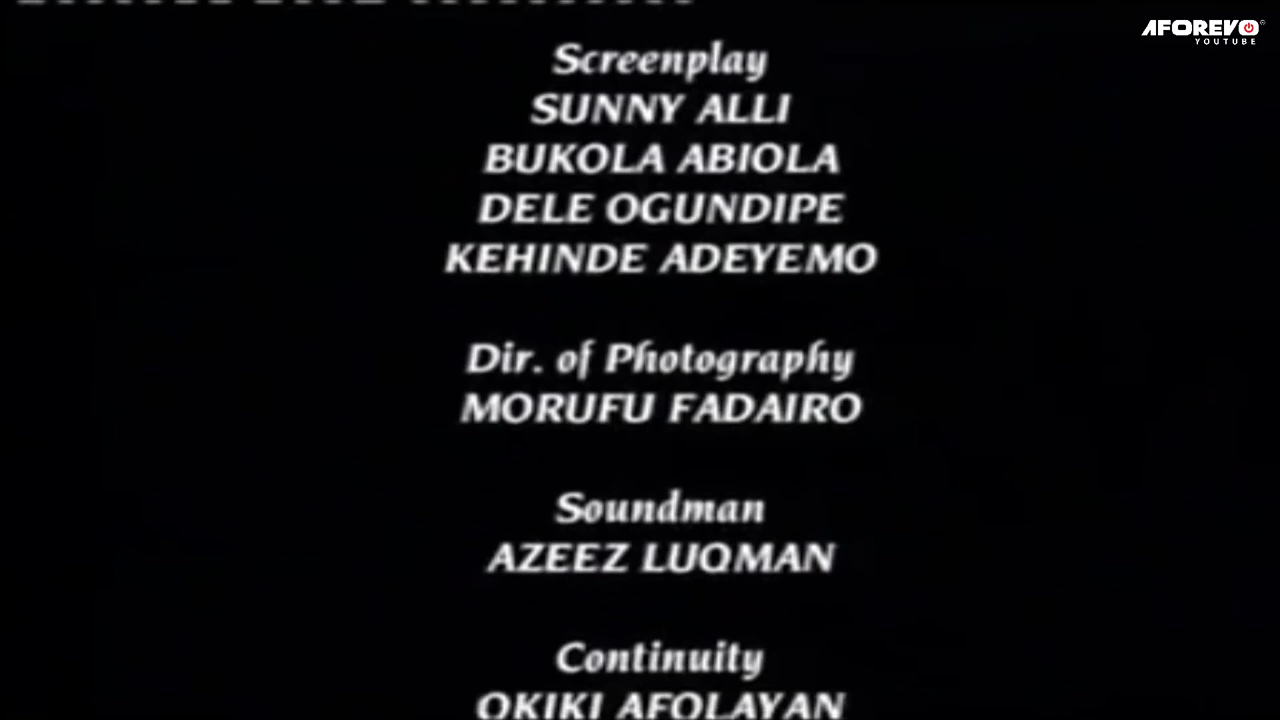 AFOREVO
YOUTUBE
Screenplay
SUNNY ALLI
BUKOLA ABIOLA
DELE OGUNDIPE
KEHINDE ADEYEMO
Dir. of Photography
MORUFU FADAIRO
Soundman
AZEEZ LUQMAN
Continuity
OKIKI AFOLAYAN